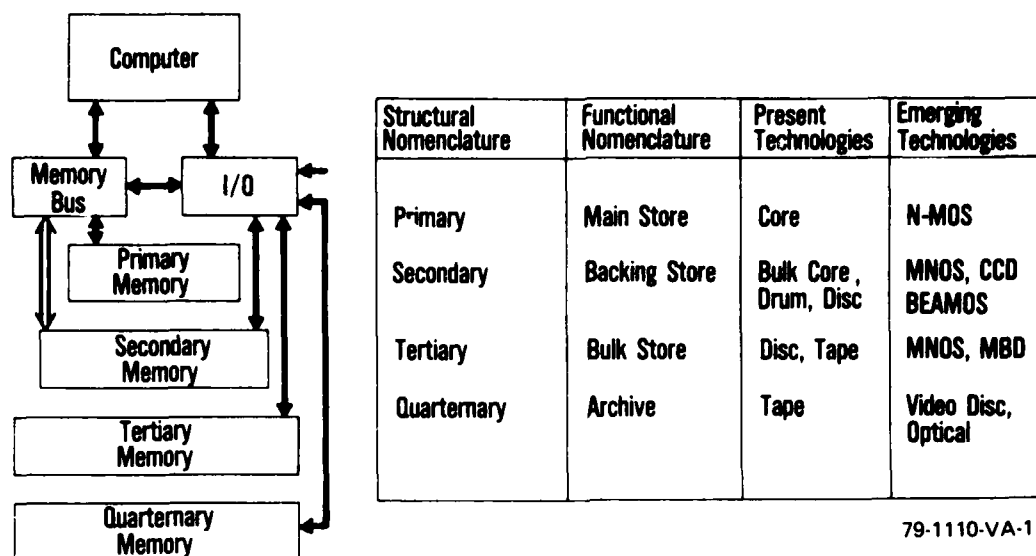 Computer
Memory
Bus
I/O
Primary
Memory
Secondary
Memory
Tertiary
Memory
Quarternary
Memory
Structural Nomenclature
Functional Nomenclature
Present Technologies
Emerging Technologies
Primary Main Store Core N-MOS
Secondary Backing Store Bulk Core, MNOS, CCD
Drum, Disc BEAMOS
Tertiary Bulk Store Disc, Tape MNOS, MBD
Quarternary Archive Tape Video Disc,
Optical
79-1110-VA-1